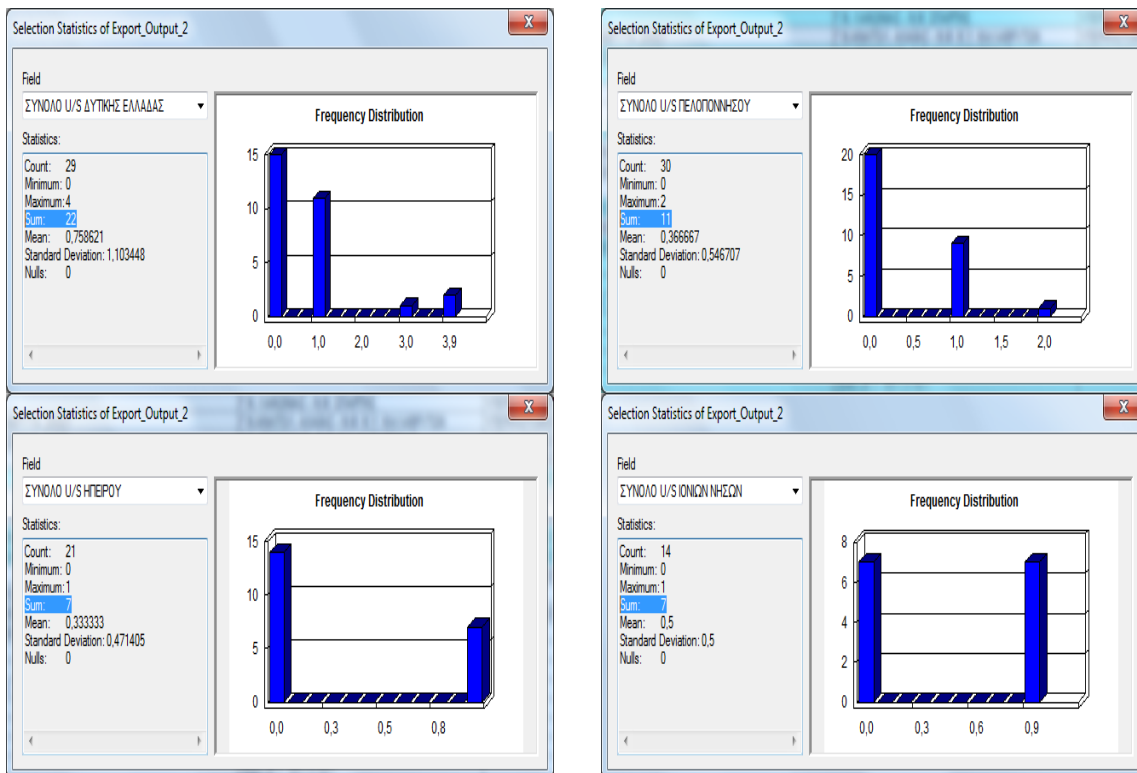 Selection Statistics of Export_Output_2
X
Field
ΣΥΝΟΛΟ U/S ΔΥΤΙΚΗΣ ΕΛΛΑΔΑΣ
Statistics:
Count: 29
Minimum: 0
Maximum: 4
Sum: 22
Mean: 0,758621
Standard Deviation: 1,103448
Nulls: 0
Frequency Distribution
15
10
5
0
0,0 1,0 2,0 3,0 3,9
Selection Statistics of Export_Output_2
X
Field
ΣΥΝΟΛΟ U/S ΠΕΛΟΠΟΝΝΗΣΟΥ
Statistics:
Count: 30
Minimum: 0
Maximum: 2
Sum: 11
Mean: 0,366667
Standard Deviation: 0,546707
Nulls: 0
Frequency Distribution
20
15
10
5
0
0,0 0,5 1,0 1,5 2,0
Selection Statistics of Export_Output_2
X
Field
ΣΥΝΟΛΟ U/S ΗΠΕΙΡΟΥ
Statistics:
Count: 21
Minimum: 0
Maximum: 1
Sum: 7
Mean: 0,333333
Standard Deviation: 0,471405
Nulls: 0
Frequency Distribution
15
10
5
0
0,0 0,3 0,5 0,8
Selection Statistics of Export_Output_2
X
Field
ΣΥΝΟΛΟ U/S ΙΟΝΙΩΝ ΝΗΣΩΝ
Statistics:
Count: 14
Minimum: 0
Maximum: 1
Sum: 7
Mean: 0,5
Standard Deviation: 0,5
Nulls: 0
Frequency Distribution
8
6
4
2
0
0,0 0,3 0,6 0,9